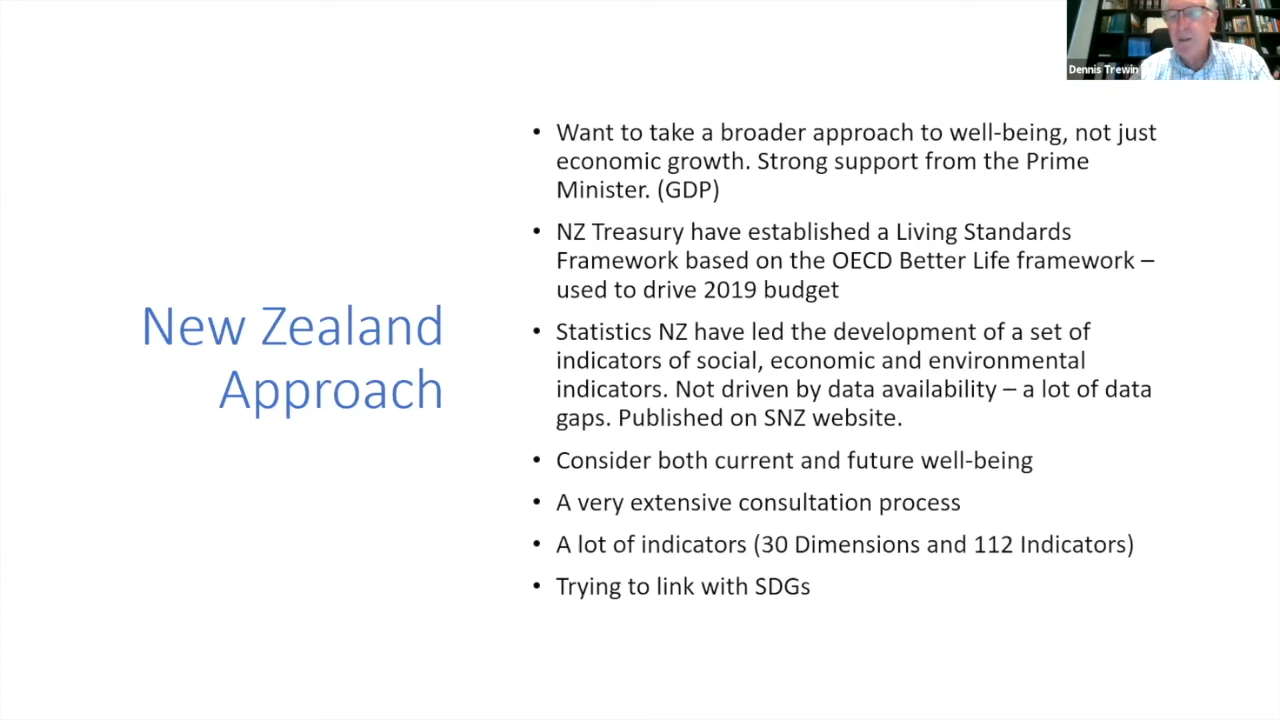 Dennis Trewin
New Zealand
Approach
• Want to take a broader approach to well-being, not just
economic growth. Strong support from the Prime
Minister. (GDP)
• NZ Treasury have established a Living Standards
Framework based on the OECD Better Life framework –
used to drive 2019 budget
• Statistics NZ have led the development of a set of
indicators of social, economic and environmental
indicators. Not driven by data availability – a lot of data
gaps. Published on SNZ website.
• Consider both current and future well-being
• A very extensive consultation process
• A lot of indicators (30 Dimensions and 112 Indicators)
• Trying to link with SDGs